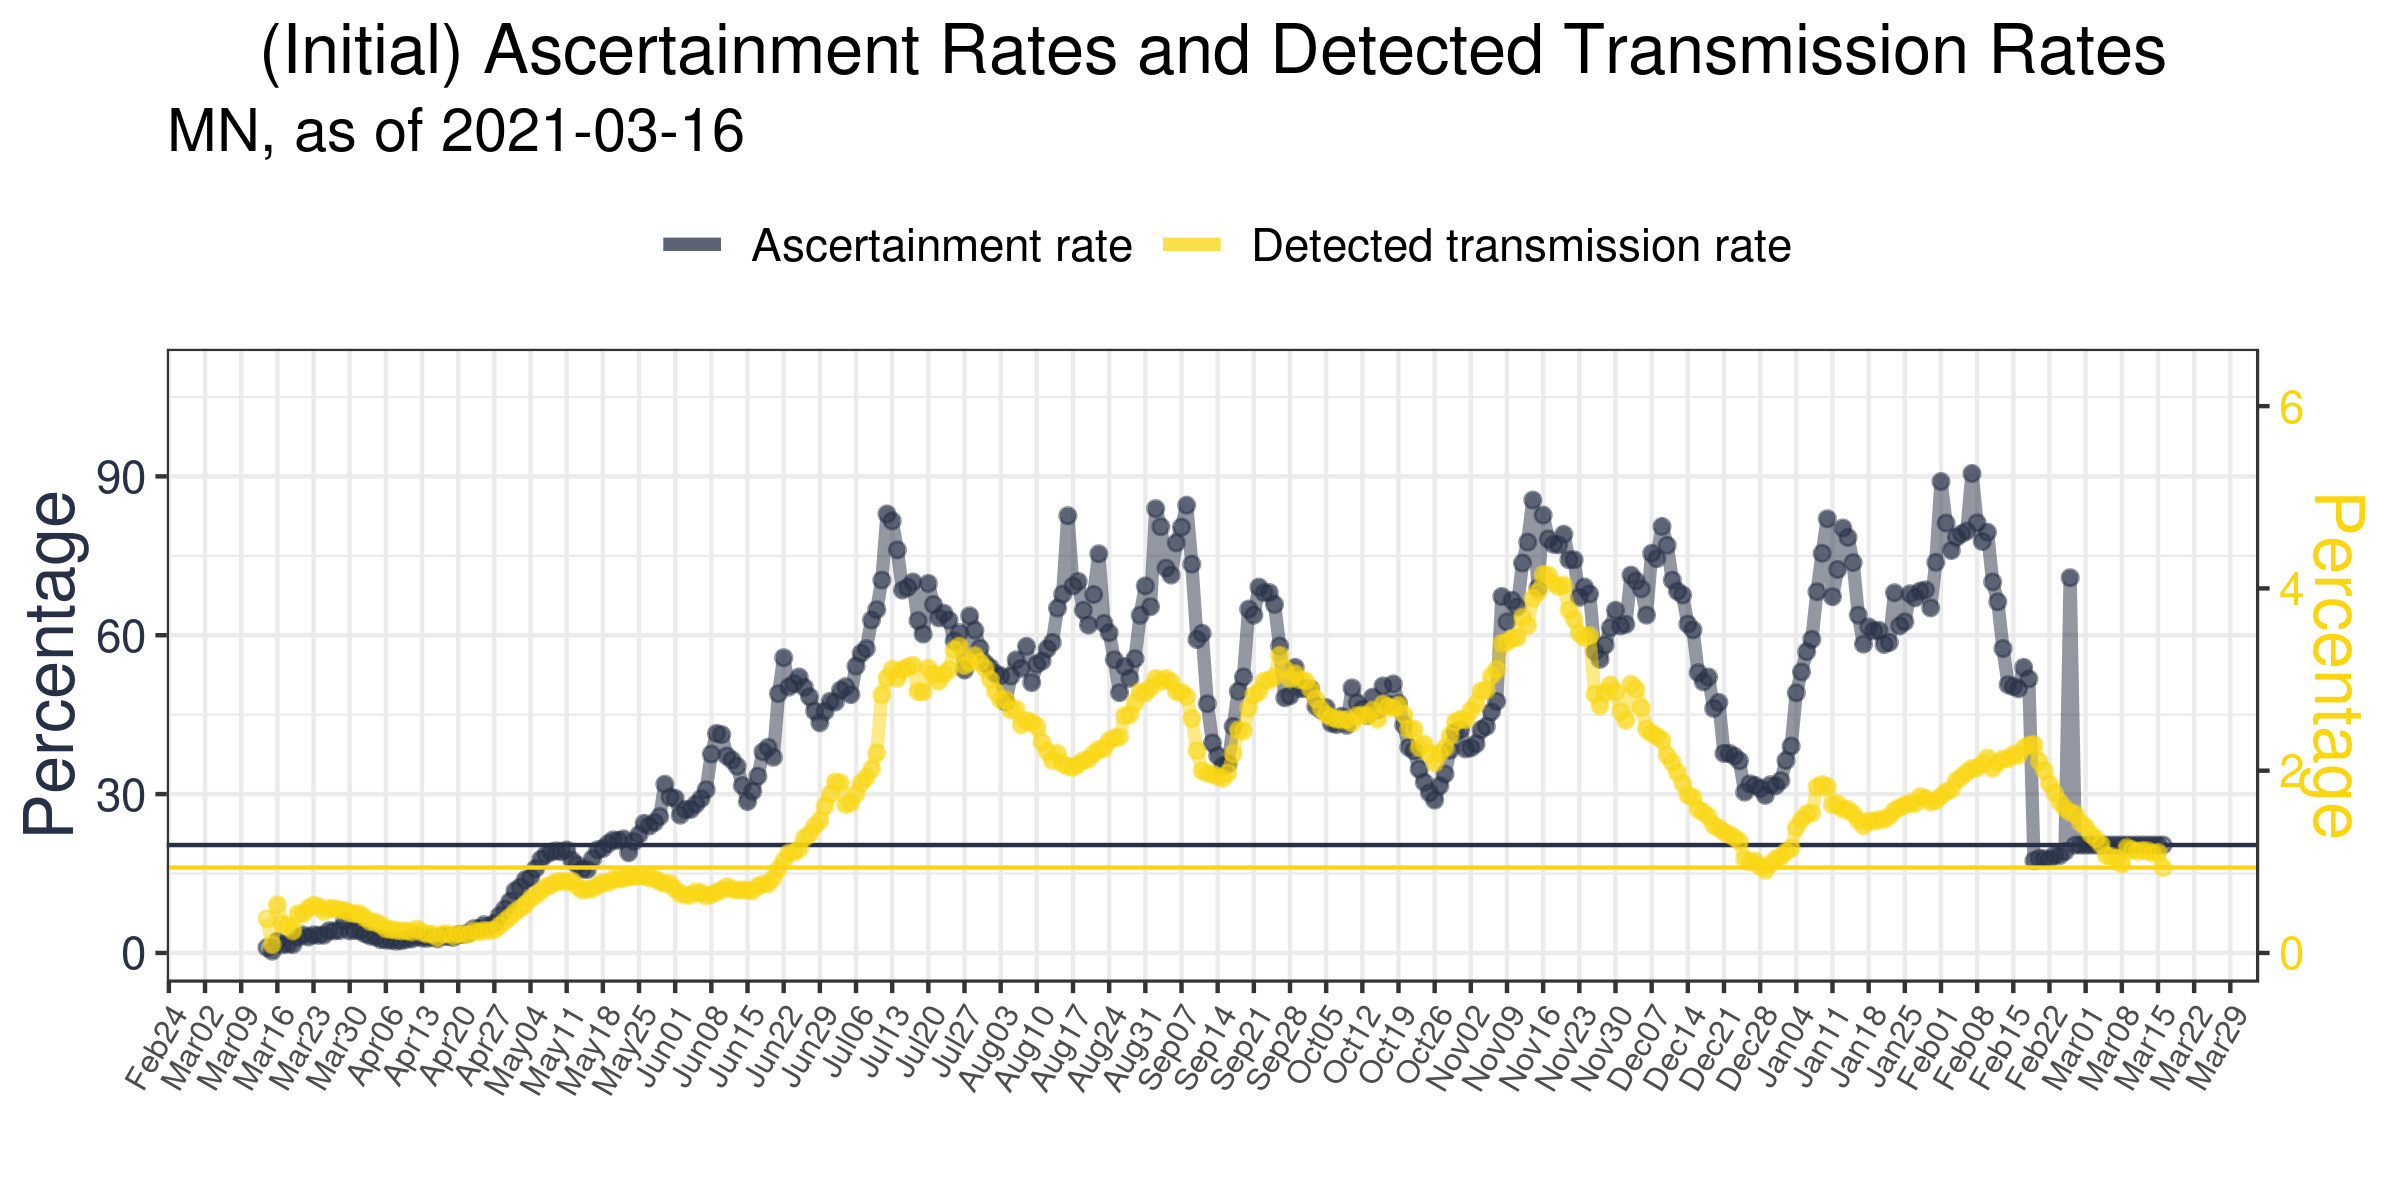 (Initial) Ascertainment Rates and Detected Transmission Rates
MN, as of 2021-03-16
Ascertainment rate Detected transmission rate
Percentage
90
60
30
0
6
4
2
0
Percentage
Feb24 Mar02 Mar09 Mar16 Mar23 Mar30 Apr06 Apr13 Apr20 Apr27 May04 May11 May18 May25 Jun01 Jun08 Jun15 Jun22 Jun29 Jul06 Jul13 Jul20 Jul27 Aug03 Aug10 Aug17 Aug24 Aug31 Sep07 Sep14 Sep21 Sep28 Oct05 Oct12 Oct19 Oct26 Nov02 Nov09 Nov16 Nov23 Nov30 Dec07 Dec14 Dec21 Dec28 Jan04 Jan11 Jan18 Jan25 Feb01 Feb08 Feb15 Feb22 Mar01 Mar08 Mar15 Mar22 Mar29